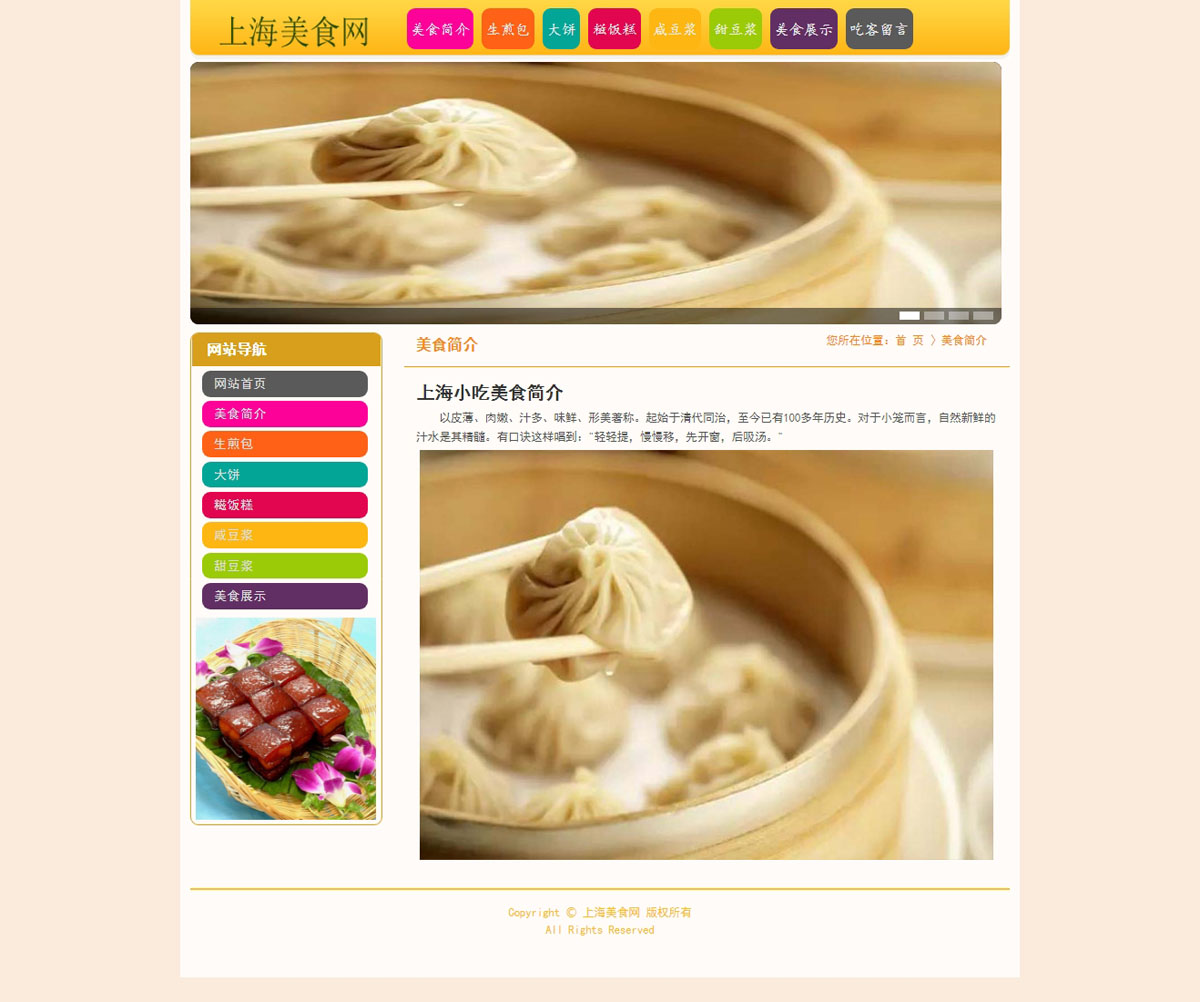 上海美食网
美食简介 生煎包 大饼 糍饭糕 咸豆浆 甜豆浆 美食展示 吃客留言
网站导航
网站首页
美食简介
生煎包
大饼
糍饭糕
咸豆浆
甜豆浆
美食展示
美食简介
您所在位置：首 页 〉美食简介
上海小吃美食简介
以皮薄、肉嫩、汁多、味鲜、形美著称。起始于清代同治，至今已有100多年历史。对于小笼而言，自然新鲜的
汁水是其精髓。有口诀这样唱到："轻轻提，慢慢移，先开窗，后吸汤。"
Copyright © 上海美食网 版权所有
All Rights Reserved